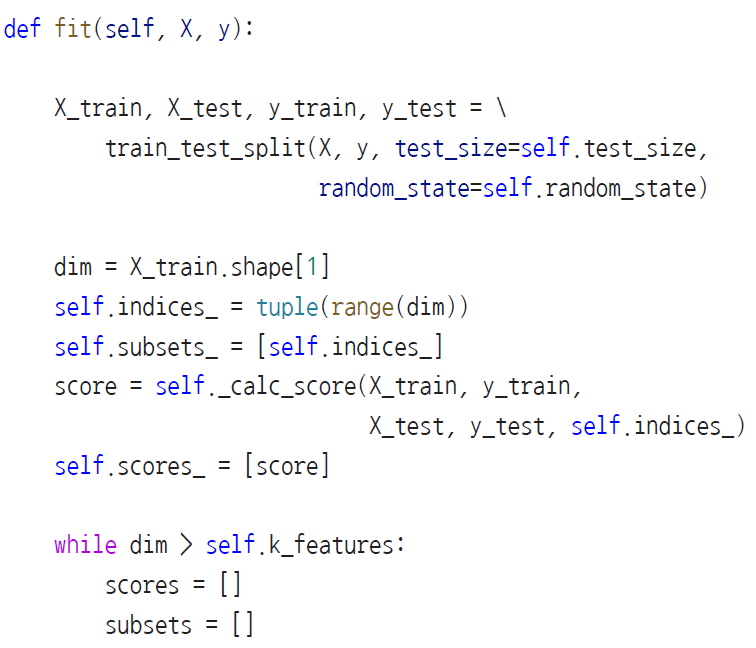 def fit(self, X, y):
X_train, X_test, y_train, y_test = \
train_test_split(X, y, test_size=self.test_size,
random_state=self.random_state)
dim = X_train.shape[1]
self.indices_ = tuple(range(dim))
self.subsets_ = [self.indices_]
score = self._calc_score(X_train, y_train,
X_test, y_test, self.indices_)
self.scores_ = [score]
while dim > self.k_features:
scores = []
subsets = []